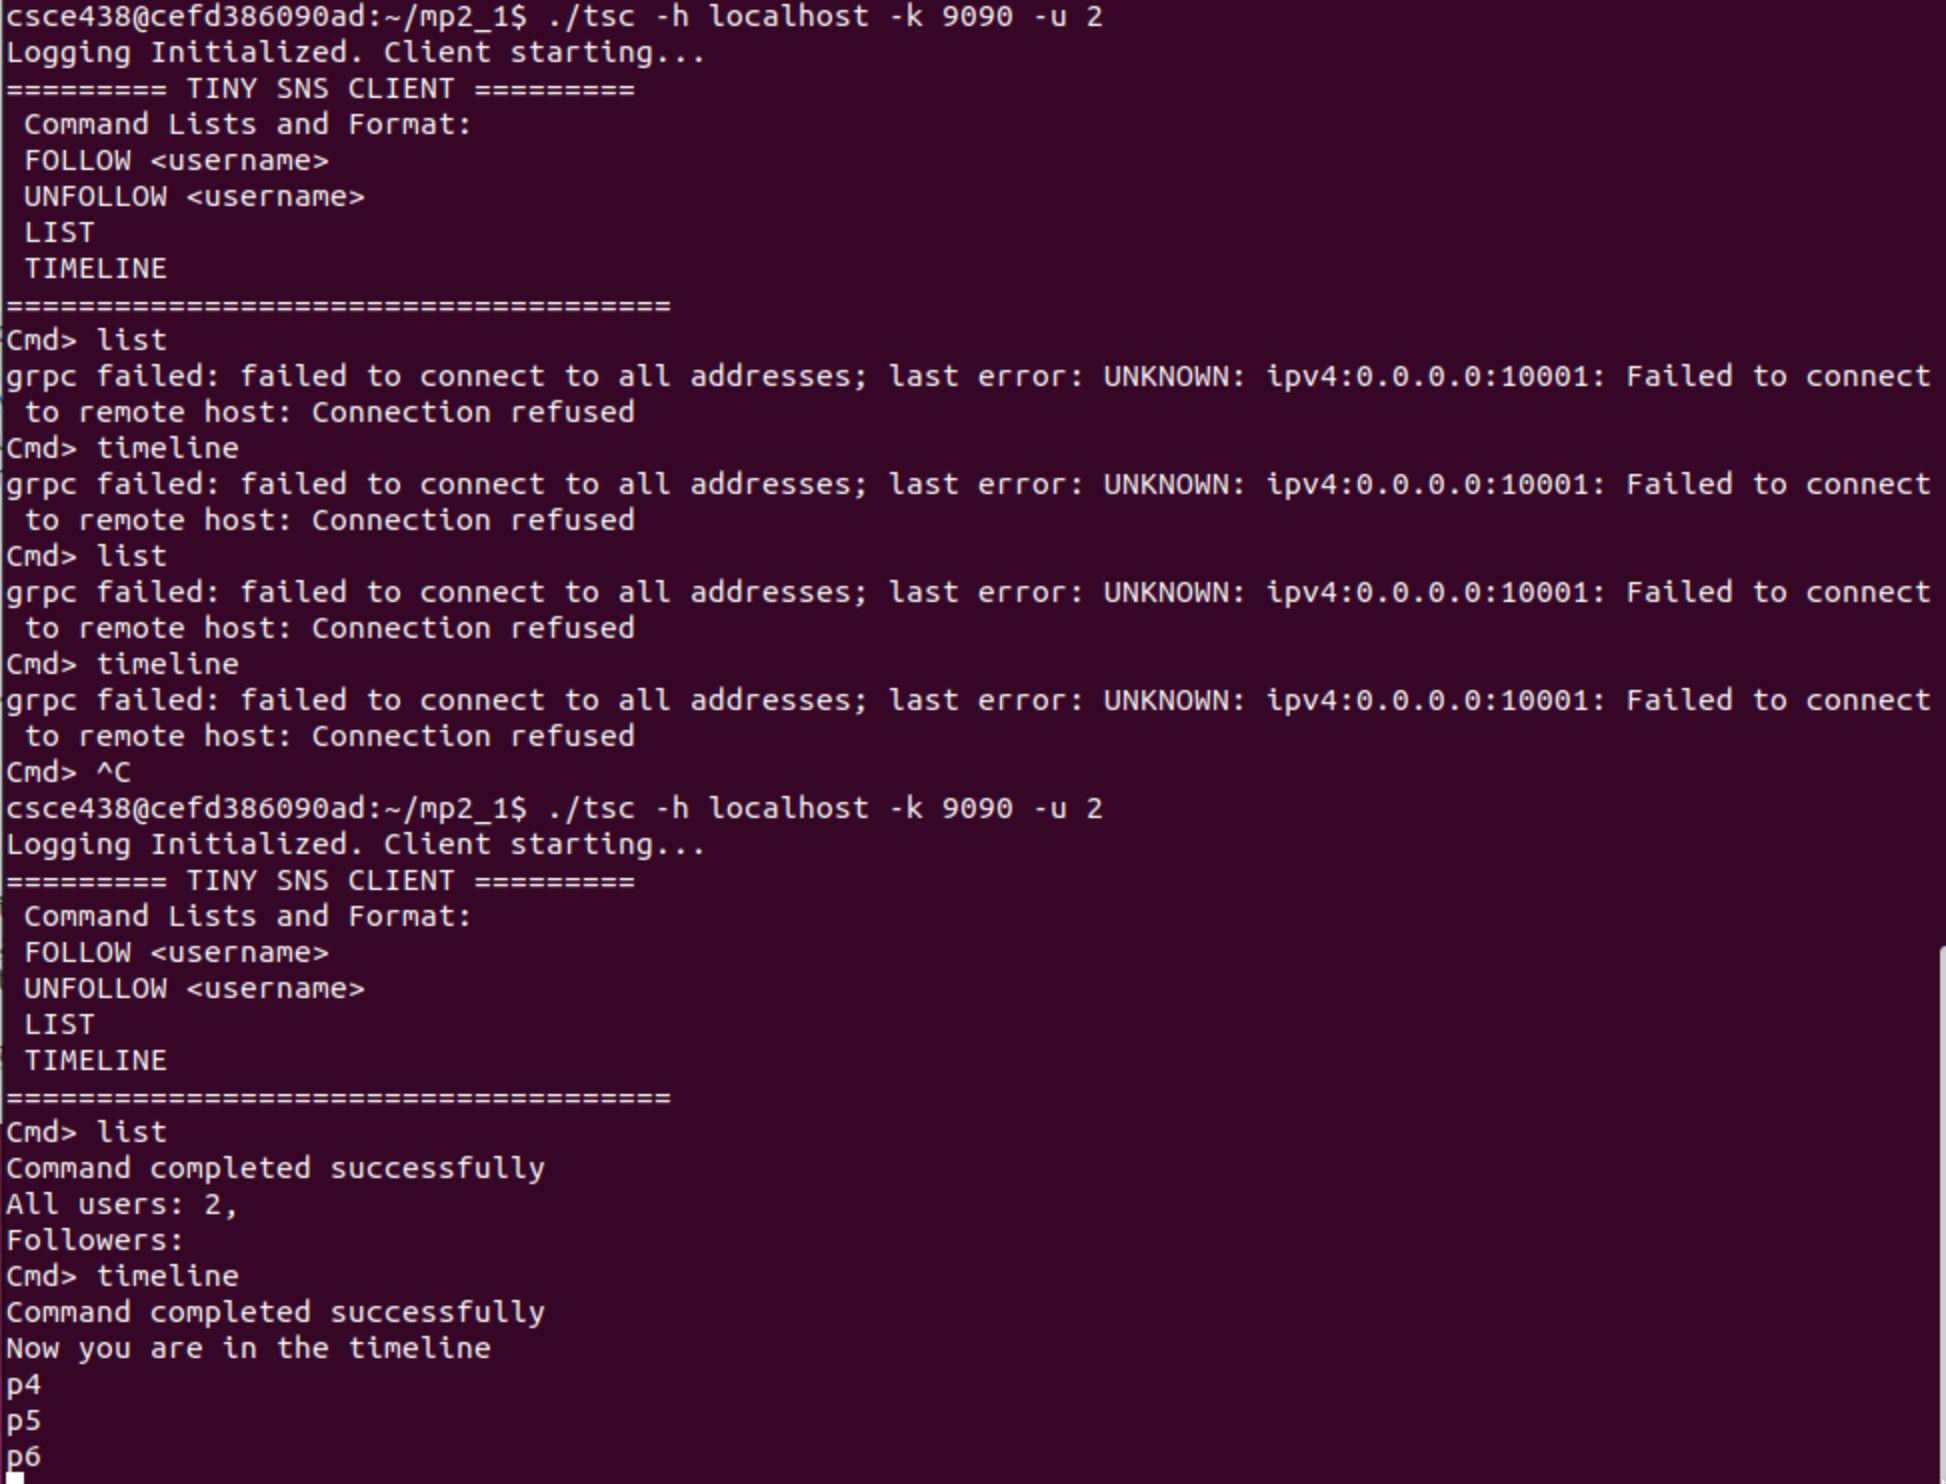 csce438@cefd386090ad:~/mp2_1$ ./tsc -h localhost -k 9090 -u 2
Logging Initialized. Client starting...
========= TINY SNS CLIENT =========
 Command Lists and Format:
 FOLLOW <username>
 UNFOLLOW <username>
 LIST
 TIMELINE
=====================================
Cmd> list
grpc failed: failed to connect to all addresses; last error: UNKNOWN: ipv4:0.0.0.0:10001: Failed to connect
 to remote host: Connection refused
Cmd> timeline
grpc failed: failed to connect to all addresses; last error: UNKNOWN: ipv4:0.0.0.0:10001: Failed to connect
 to remote host: Connection refused
Cmd> list
grpc failed: failed to connect to all addresses; last error: UNKNOWN: ipv4:0.0.0.0:10001: Failed to connect
 to remote host: Connection refused
Cmd> timeline
grpc failed: failed to connect to all addresses; last error: UNKNOWN: ipv4:0.0.0.0:10001: Failed to connect
 to remote host: Connection refused
Cmd> ^C
csce438@cefd386090ad:~/mp2_1$ ./tsc -h localhost -k 9090 -u 2
Logging Initialized. Client starting...
========= TINY SNS CLIENT =========
 Command Lists and Format:
 FOLLOW <username>
 UNFOLLOW <username>
 LIST
 TIMELINE
=====================================
Cmd> list
Command completed successfully
All users: 2,
Followers:
Cmd> timeline
Command completed successfully
Now you are in the timeline
p4
p5
p6